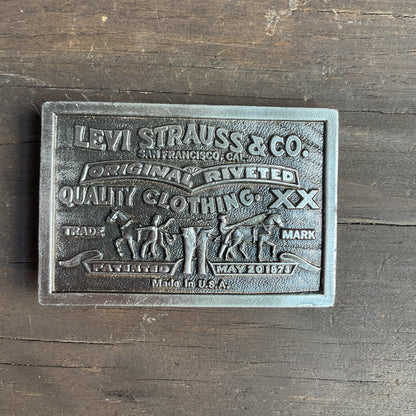 LEVI STRAUSS & CO.
SAN FRANCISCO, CAL.
ORIGINAL RIVETED
QUALITY CLOTHING. XX
TRADE MARK
PATENTED MAY 20 1873
Made in U.S.A.